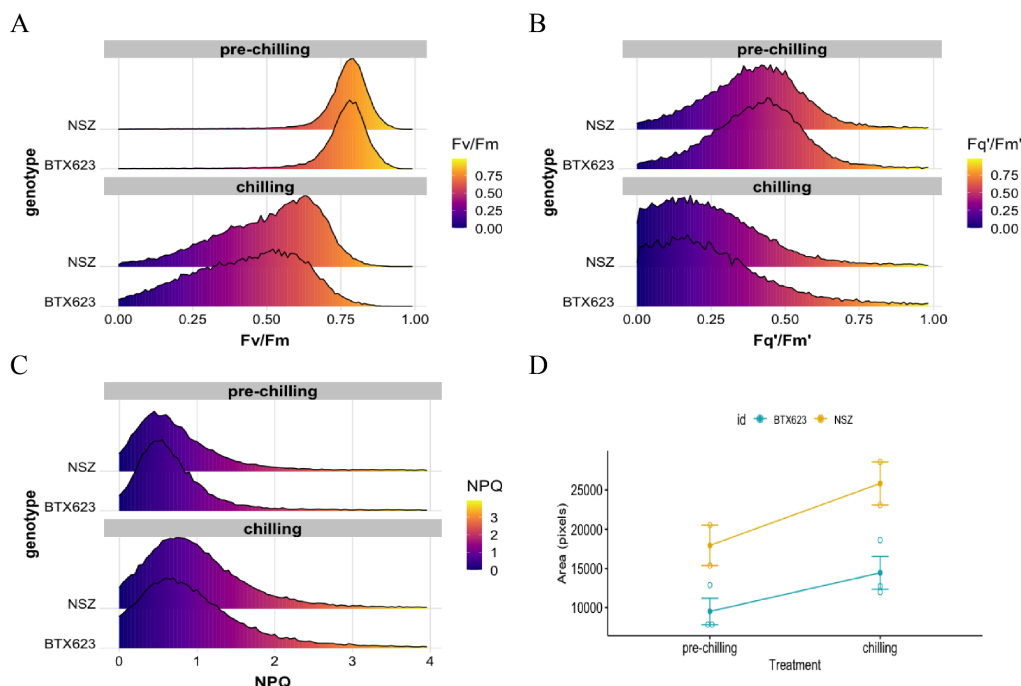 A
pre-chilling
genotype
NSZ
BTX623
chilling
NSZ
BTX623
0.00 0.25 0.50 0.75 1.00
Fv/Fm
Fv/Fm
0.75
0.50
0.25
0.00
B
pre-chilling
genotype
NSZ
BTX623
chilling
NSZ
BTX623
0.00 0.25 0.50 0.75 1.00
Fq'/Fm'
Fq'/Fm'
0.75
0.50
0.25
0.00
C
pre-chilling
genotype
NSZ
BTX623
chilling
NSZ
BTX623
0 1 2 3 4
NPQ
NPQ
3
2
1
0
D
id BTX623 NSZ
Area (pixels)
25000
20000
15000
10000
pre-chilling chilling
Treatment